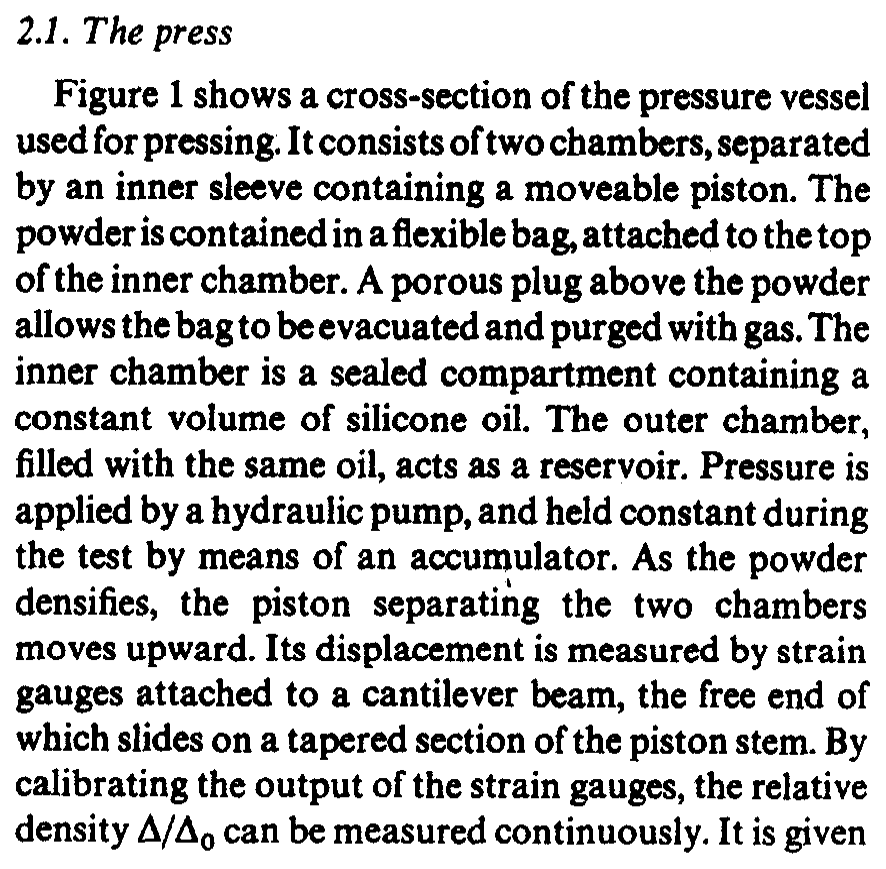 2.1. The press
Figure 1 shows a cross-section of the pressure vessel
used for pressing. It consists of two chambers, separated
by an inner sleeve containing a moveable piston. The
powder is contained in a flexible bag, attached to the top
of the inner chamber. A porous plug above the powder
allows the bag to be evacuated and purged with gas. The
inner chamber is a sealed compartment containing a
constant volume of silicone oil. The outer chamber,
filled with the same oil, acts as a reservoir. Pressure is
applied by a hydraulic pump, and held constant during
the test by means of an accumulator. As the powder
densifies, the piston separating the two chambers
moves upward. Its displacement is measured by strain
gauges attached to a cantilever beam, the free end of
which slides on a tapered section of the piston stem. By
calibrating the output of the strain gauges, the relative
density Δ/Δ₀ can be measured continuously. It is given